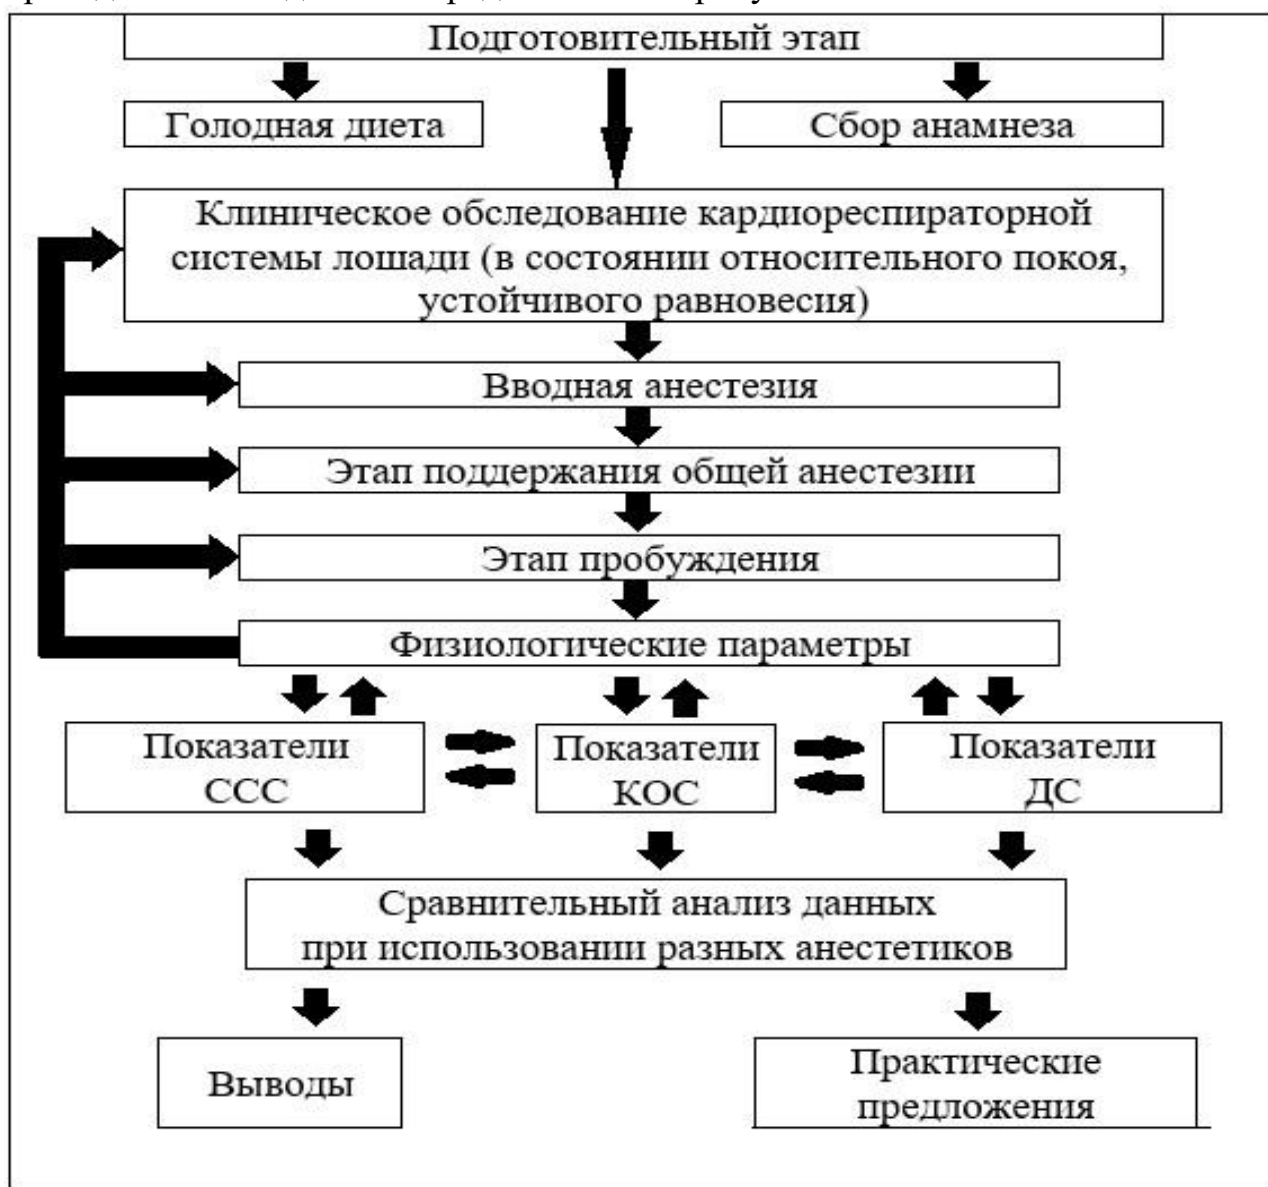 Подготовительный этап
Голодная диета
Сбор анамнеза
Клиническое обследование кардиореспираторной
системы лошади (в состоянии относительного покоя,
устойчивого равновесия)
Вводная анестезия
Этап поддержания общей анестезии
Этап пробуждения
Физиологические параметры
Показатели
ССС
Показатели
КОС
Показатели
ДС
Сравнительный анализ данных
при использовании разных анестетиков
Выводы
Практические
предложения